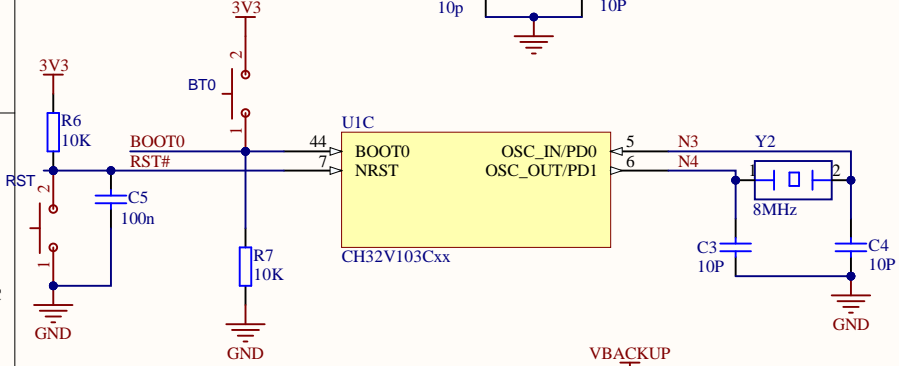 10p
10P
3V3
2
BT0
1
3V3
R6
10K
U1C
BOOT0
44
BOOT0
OSC_IN/PD0
5
N3
Y2
RST#
7
NRST
OSC_OUT/PD1
6
N4
1
2
RST
2
C5
100n
8MHz
1
R7
10K
CH32V103Cxx
C3
10P
C4
10P
GND
GND
GND
VBACKUP